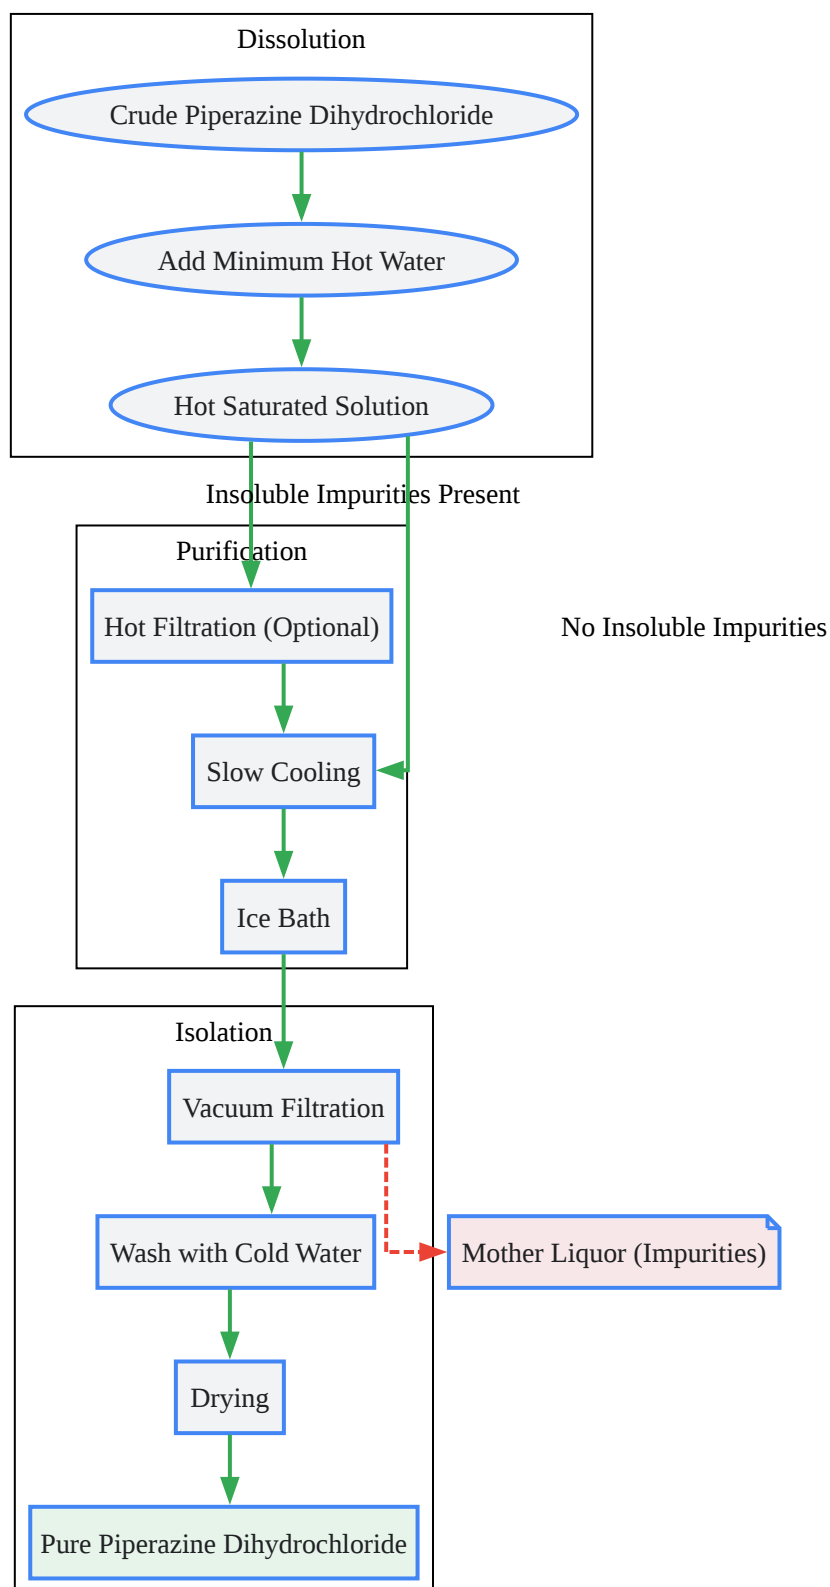 Dissolution
Crude Piperazine Dihydrochloride
Add Minimum Hot Water
Hot Saturated Solution
Insoluble Impurities Present
Purification
Hot Filtration (Optional)
No Insoluble Impurities
Slow Cooling
Ice Bath
Isolation
Vacuum Filtration
Wash with Cold Water
Mother Liquor (Impurities)
Drying
Pure Piperazine Dihydrochloride